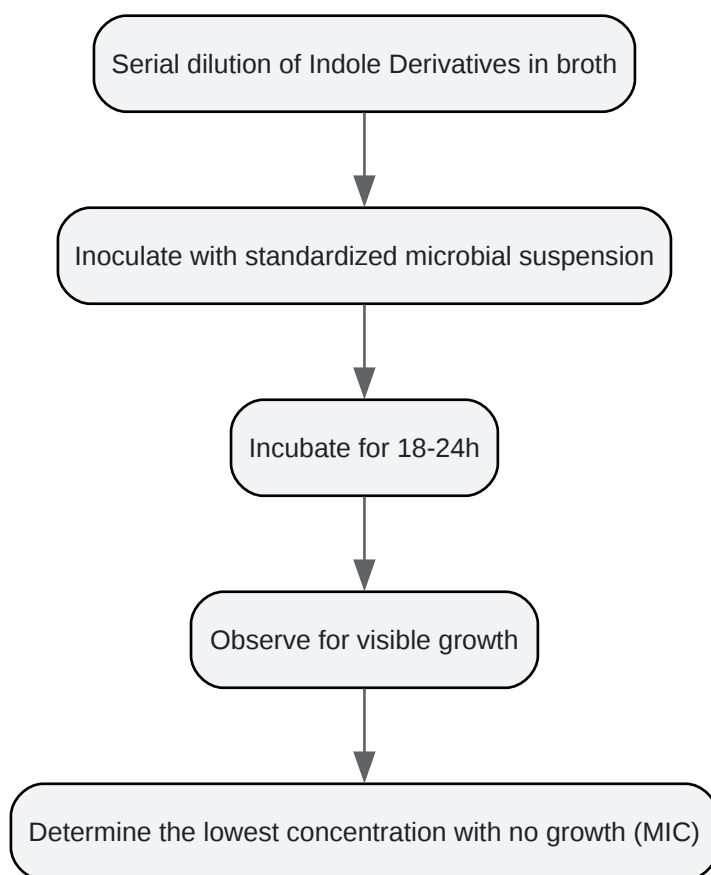 Serial dilution of Indole Derivatives in broth
Inoculate with standardized microbial suspension
Incubate for 18-24h
Observe for visible growth
Determine the lowest concentration with no growth (MIC)